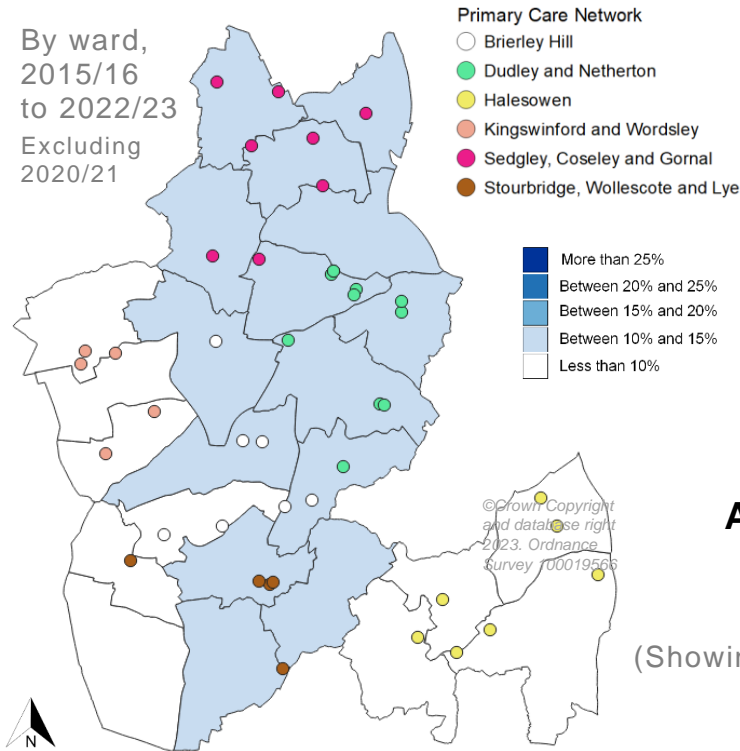 By ward,
2015/16
to 2022/23
Excluding
2020/21
Primary Care Network
Brierley Hill
Dudley and Netherton
Halesowen
Kingswinford and Wordsley
Sedgley, Coseley and Gornal
Stourbridge, Wollescote and Lye
More than 25%
Between 20% and 25%
Between 15% and 20%
Between 10% and 15%
Less than 10%
©Crown Copyright
and database right
2023. Ordnance
Survey 100019566
A
(Showin
N